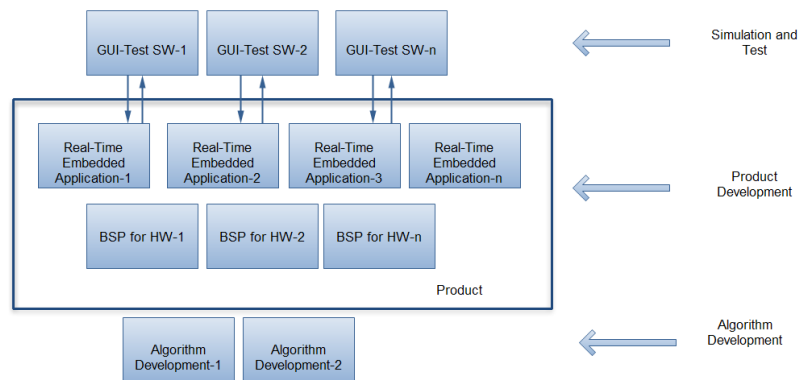 GUI-Test SW-1
GUI-Test SW-2
GUI-Test SW-n
Simulation and
Test
Real-Time
Embedded
Application-1
Real-Time
Embedded
Application-2
Real-Time
Embedded
Application-3
Real-Time
Embedded
Application-n
Product
Development
BSP for HW-1
BSP for HW-2
BSP for HW-n
Product
Algorithm
Development-1
Algorithm
Development-2
Algorithm
Development